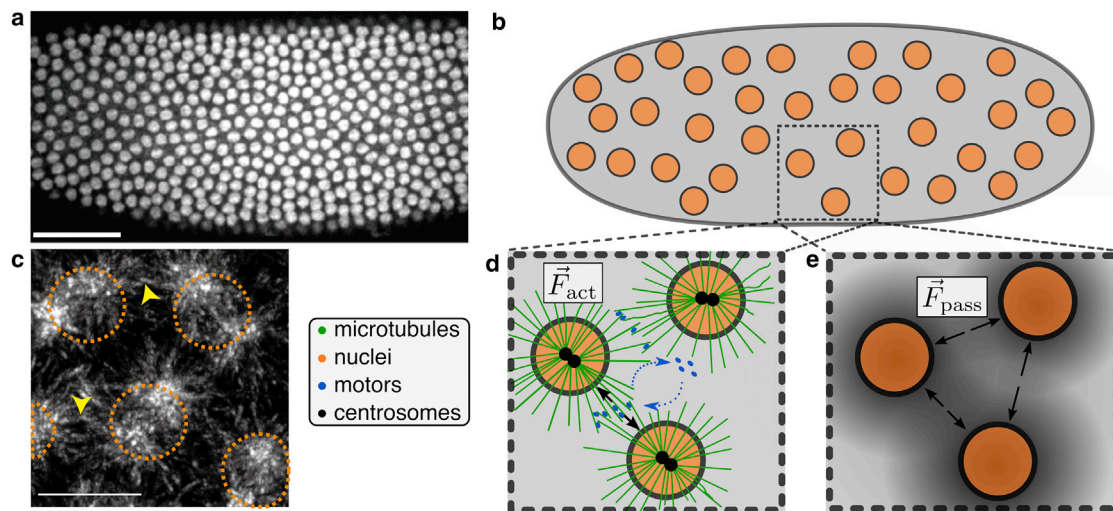 a
b
c
d
e
microtubules
nuclei
motors
centrosomes
F⃗act
F⃗pass